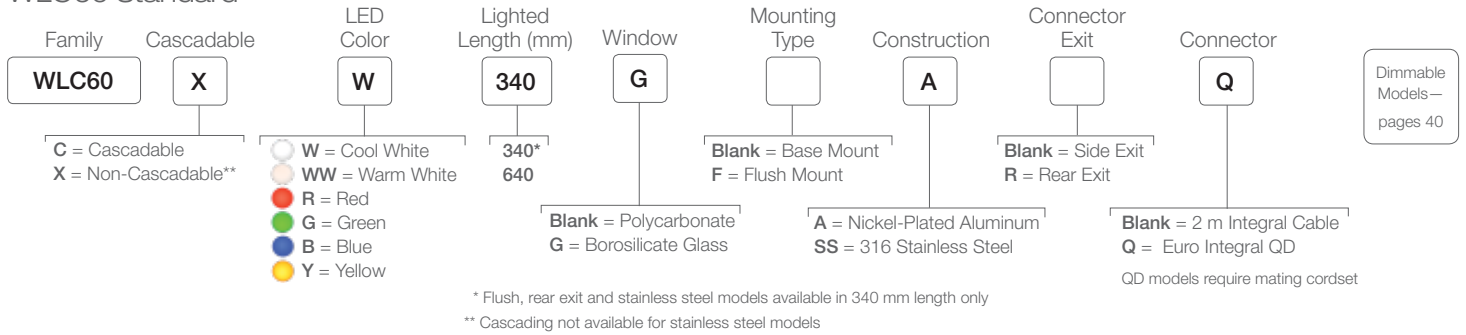 WLC60 Standard
Family
Cascadable
LED
Color
Lighted
Length (mm)
Window
Mounting
Type
Construction
Connector
Exit
Connector
WLC60
X
W
340
G
A
Q
Dimmable
Models—
pages 40
C = Cascadable
X = Non-Cascadable**
W = Cool White
WW = Warm White
R = Red
G = Green
B = Blue
Y = Yellow
340*
640
Blank = Polycarbonate
G = Borosilicate Glass
Blank = Base Mount
F = Flush Mount
A = Nickel-Plated Aluminum
SS = 316 Stainless Steel
Blank = Side Exit
R = Rear Exit
Blank = 2 m Integral Cable
Q = Euro Integral QD
QD models require mating cordset
* Flush, rear exit and stainless steel models available in 340 mm length only
** Cascading not available for stainless steel models